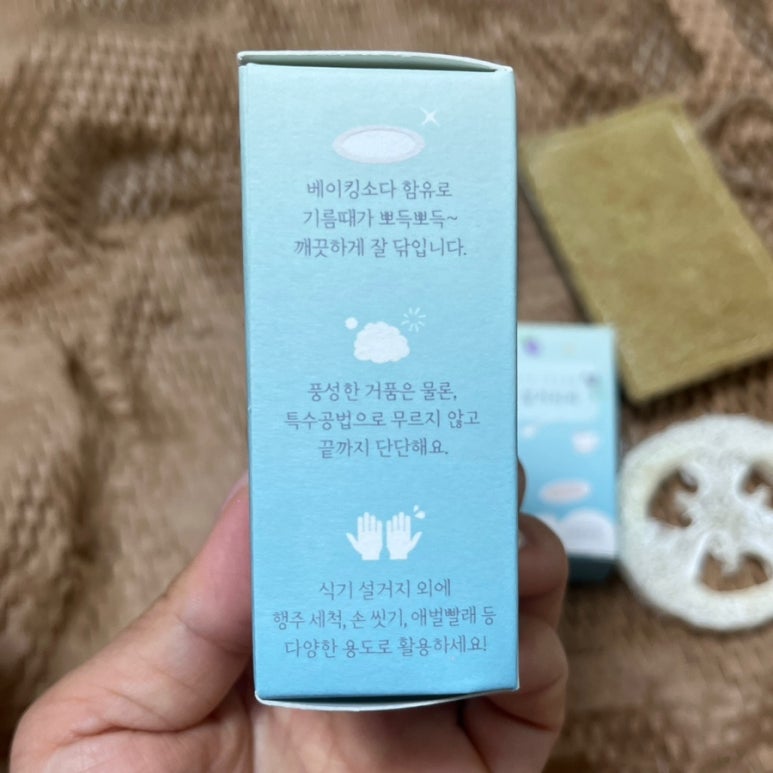 베이킹소다 함유로
기름때가 뽀득뽀득~
깨끗하게 잘 닦입니다.
풍성한 거품은 물론,
특수공법으로 무르지 않고
끝까지 단단해요.
식기 설거지 외에
행주 세척, 손 씻기, 애벌빨래 등
다양한 용도로 활용하세요!